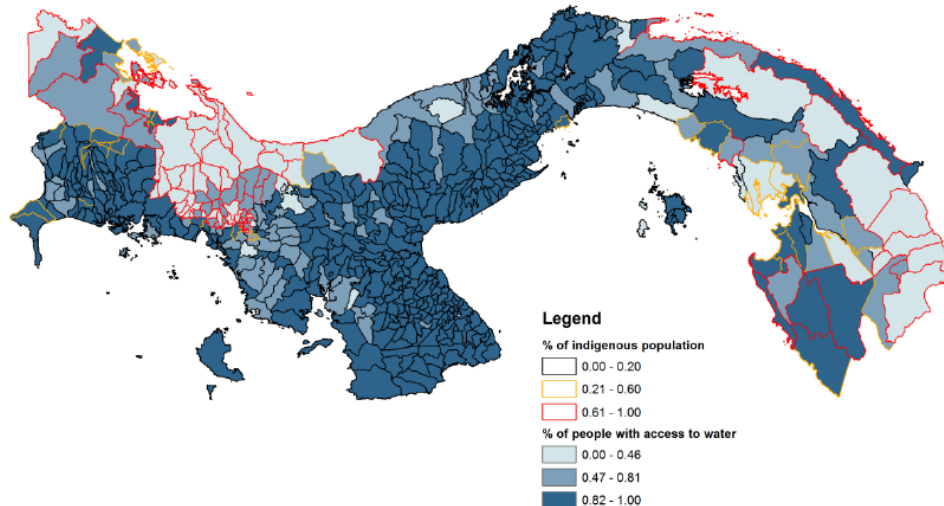 Legend
% of indigenous population
0.00 - 0.20
0.21 - 0.60
0.61 - 1.00
% of people with access to water
0.00 - 0.46
0.47 - 0.81
0.82 - 1.00